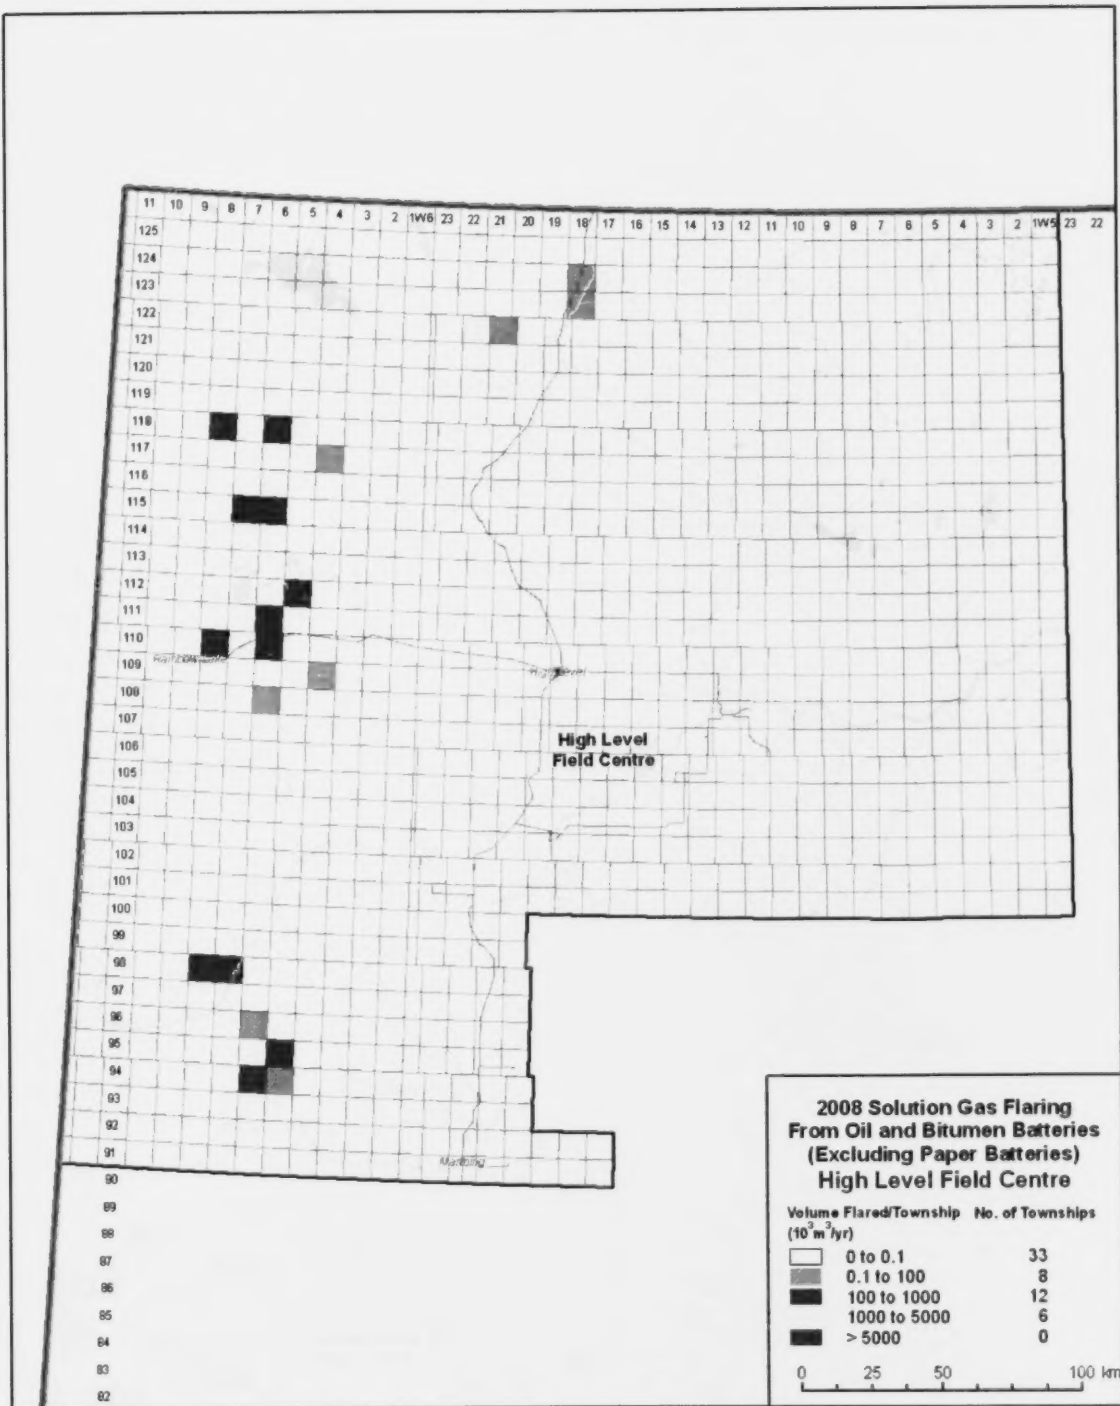 11 10 9 8 7 6 5 4 3 2 1W6 23 22 21 20 19 18 17 16 15 14 13 12 11 10 9 8 7 6 5 4 3 2 1W5 23 22
125
124
123
122
121
120
119
118
117
116
115
114
113
112
111
110
109
108
107
106
105
104
103
102
101
100
99
98
97
96
95
94
93
92
91
90
89
88
87
86
85
84
83
82
Rainbow Lake
High Level
High Level
Field Centre
Manning
2008 Solution Gas Flaring
From Oil and Bitumen Batteries
(Excluding Paper Batteries)
High Level Field Centre
Volume Flared/Township No. of Townships
(10³m³/yr)
0 to 0.1 33
0.1 to 100 8
100 to 1000 12
1000 to 5000 6
> 5000 0
0 25 50 100 km